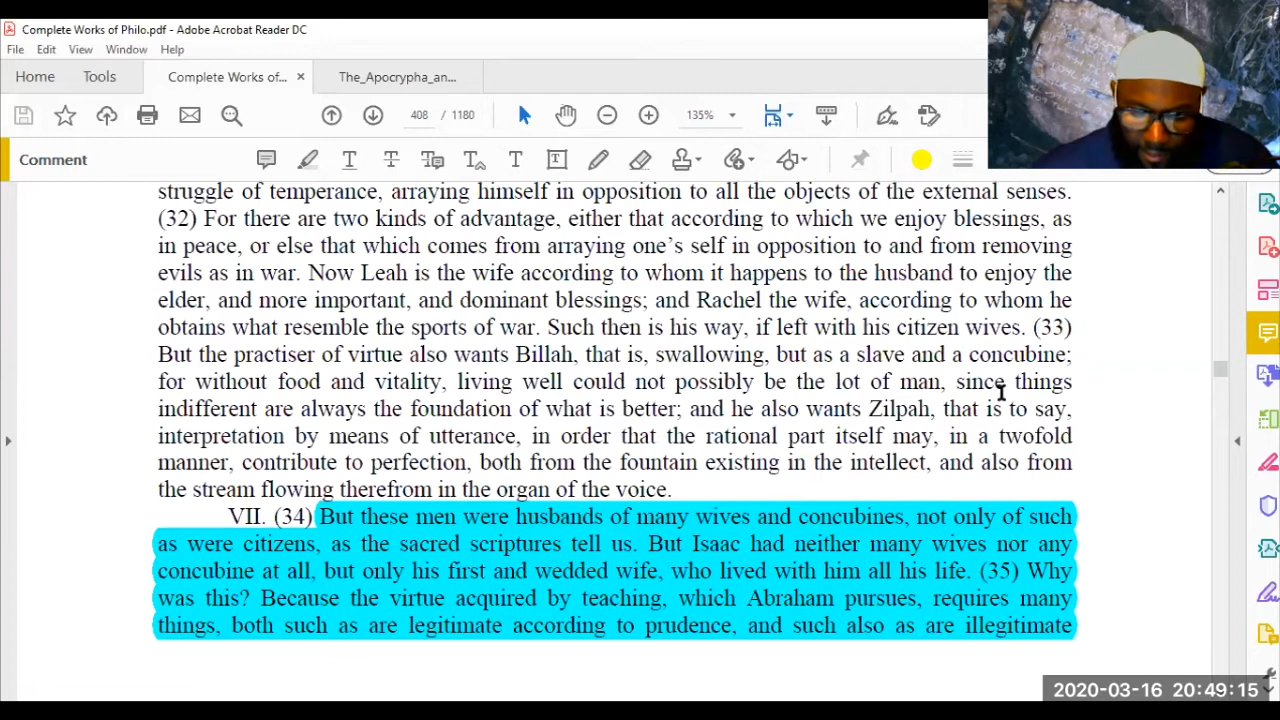 Complete Works of Philo.pdf - Adobe Acrobat Reader DC
File Edit View Window Help
Home Tools Complete Works of... × The_Apocrypha_an...
408 / 1180 135%
Comment
struggle of temperance, arraying himself in opposition to all the objects of the external senses.
(32) For there are two kinds of advantage, either that according to which we enjoy blessings, as
in peace, or else that which comes from arraying one’s self in opposition to and from removing
evils as in war. Now Leah is the wife according to whom it happens to the husband to enjoy the
elder, and more important, and dominant blessings; and Rachel the wife, according to whom he
obtains what resemble the sports of war. Such then is his way, if left with his citizen wives. (33)
But the practiser of virtue also wants Billah, that is, swallowing, but as a slave and a concubine;
for without food and vitality, living well could not possibly be the lot of man, since things
indifferent are always the foundation of what is better; and he also wants Zilpah, that is to say,
interpretation by means of utterance, in order that the rational part itself may, in a twofold
manner, contribute to perfection, both from the fountain existing in the intellect, and also from
the stream flowing therefrom in the organ of the voice.
VII. (34) But these men were husbands of many wives and concubines, not only of such
as were citizens, as the sacred scriptures tell us. But Isaac had neither many wives nor any
concubine at all, but only his first and wedded wife, who lived with him all his life. (35) Why
was this? Because the virtue acquired by teaching, which Abraham pursues, requires many
things, both such as are legitimate according to prudence, and such also as are illegitimate
2020-03-16 20:49:15